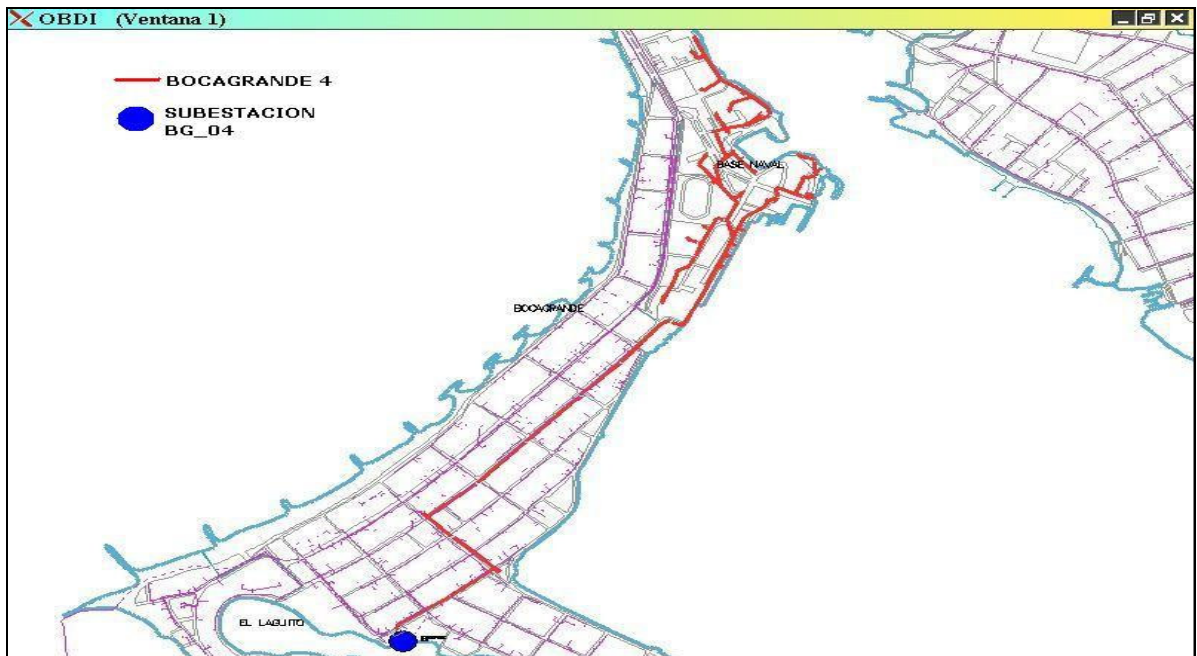 OBDI (Ventana 1)
BOCAGRANDE 4
SUBESTACION
BG_04
BASE NAVAL
BOCAGRANDE
EL LAGUITO